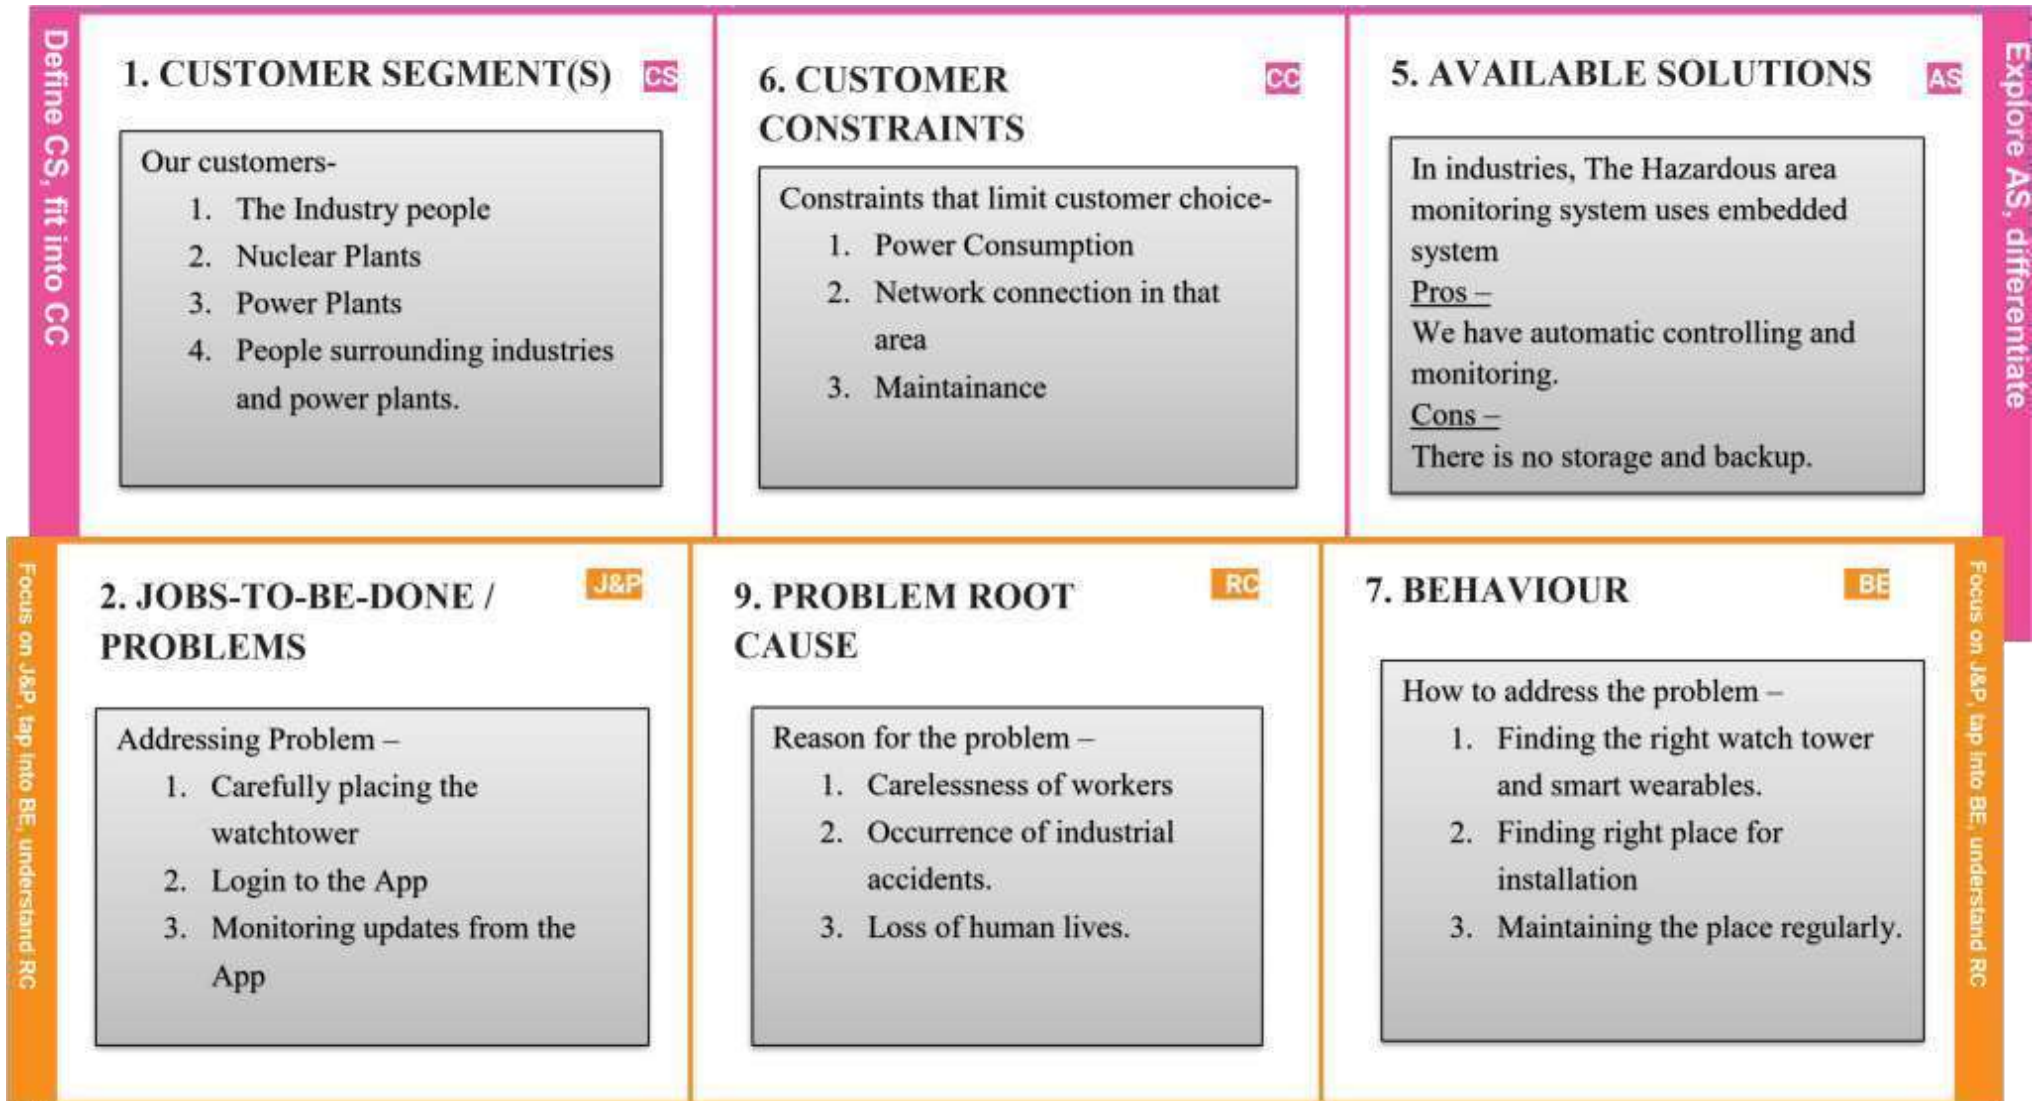 Define CS, fit into CC
1. CUSTOMER SEGMENT(S)
CS
Our customers-
1. The Industry people
2. Nuclear Plants
3. Power Plants
4. People surrounding industries
and power plants.
6. CUSTOMER
CONSTRAINTS
CC
Constraints that limit customer choice-
1. Power Consumption
2. Network connection in that
area
3. Maintainance
5. AVAILABLE SOLUTIONS
AS
In industries, The Hazardous area
monitoring system uses embedded
system
Pros –
We have automatic controlling and
monitoring.
Cons –
There is no storage and backup.
Explore AS, differentiate
Focus on J&P, tap into BE, understand RC
2. JOBS-TO-BE-DONE /
PROBLEMS
J&P
Addressing Problem –
1. Carefully placing the
watchtower
2. Login to the App
3. Monitoring updates from the
App
9. PROBLEM ROOT
CAUSE
RC
Reason for the problem –
1. Carelessness of workers
2. Occurrence of industrial
accidents.
3. Loss of human lives.
7. BEHAVIOUR
BE
How to address the problem –
1. Finding the right watch tower
and smart wearables.
2. Finding right place for
installation
3. Maintaining the place regularly.
Focus on J&P, tap into BE, understand RC